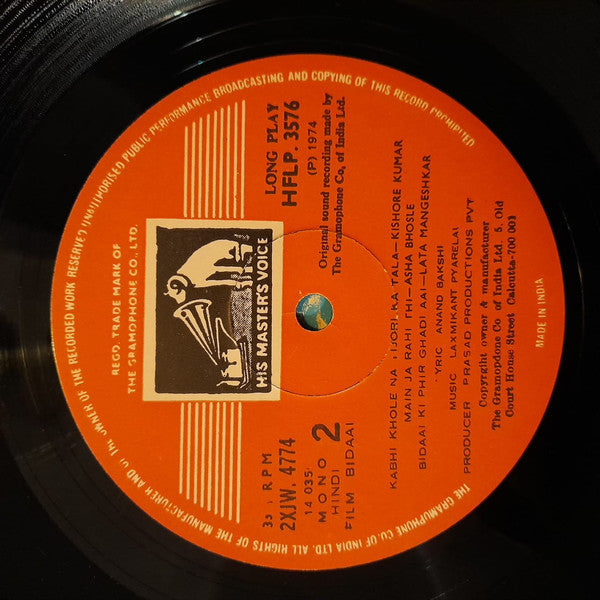 THE GRAMOPHONE CO. OF INDIA LTD. ALL RIGHTS OF THE MANUFACTURER AND OF THE OWNER OF THE RECORDED WORK RESERVED UNAUTHORISED PUBLIC PERFORMANCE BROADCASTING AND COPYING OF THIS RECORD PROHIBITED
REGD. TRADE MARK OF
THE GRAMOPHONE CO., LTD.
HIS MASTER'S VOICE
LONG PLAY
HFLP. 3576
(P) 1974
Original sound recording made by
The Gramophone Co, of India Ltd.
33⅓ RPM
2XJW. 4774
14 035
MONO
HINDI
2
FILM BIDAAI
KABHI KHOLE NA TIJORI KA TALA—KISHORE KUMAR
MAIN JA RAHI THI—ASHA BHOSLE
BIDAAI KI PHIR GHADI AAI—LATA MANGESHKAR
LYRIC ANAND BAKSHI
MUSIC LAXMIKANT PYARELAL
PRODUCER PRASAD PRODUCTIONS PVT
Copyright owner & manufacturer
The Gramopdone Co of India Ltd. 5, Old
Court House Street Calcutta-700 001
MADE IN INDIA